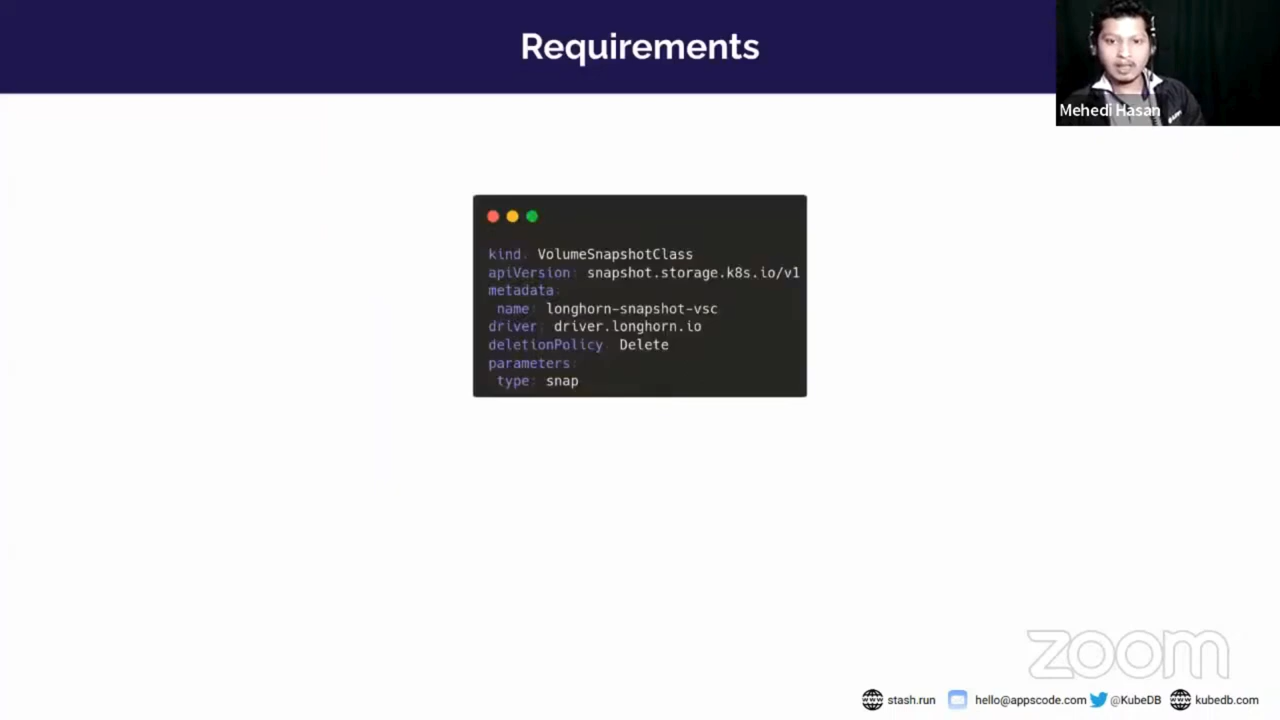 Requirements
Mehedi Hasan
kind: VolumeSnapshotClass
apiVersion: snapshot.storage.k8s.io/v1
metadata:
name: longhorn-snapshot-vsc
driver: driver.longhorn.io
deletionPolicy: Delete
parameters:
type: snap
zoom
stash.run hello@appscode.com @KubeDB kubedb.com